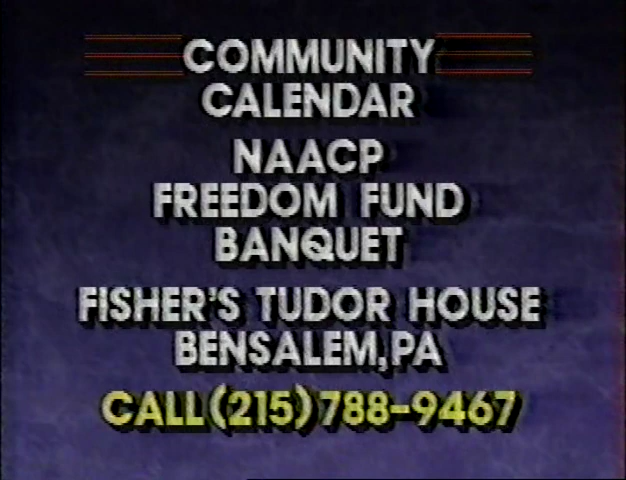 COMMUNITY
CALENDAR
NAACP
FREEDOM FUND
BANQUET
FISHER'S TUDOR HOUSE
BENSALEM,PA
CALL (215) 788-9467